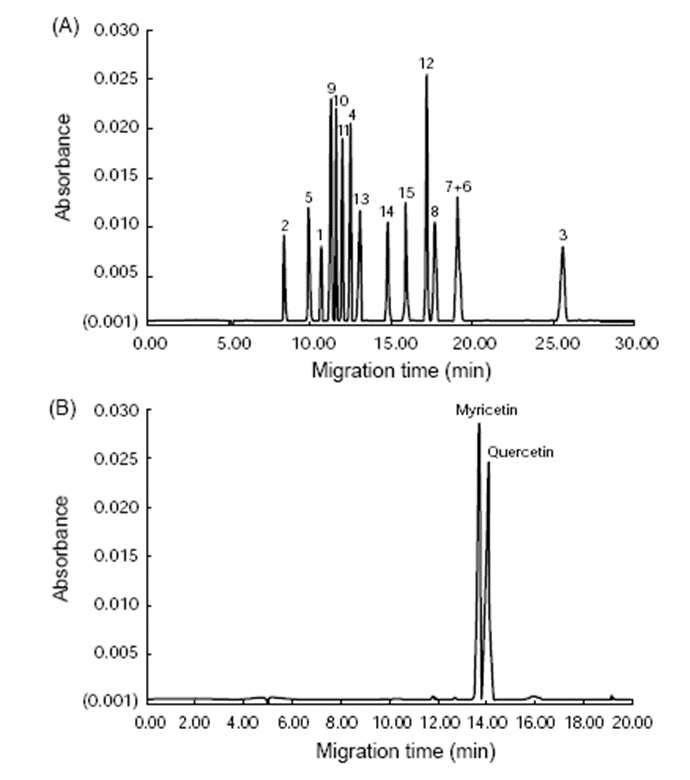 (A)
0.030
0.025
12
9
10
0.020
4
11
Absorbance
0.015
5
13
15
7+6
14
8
0.010
2
1
3
0.005
(0.001)
0.00 5.00 10.00 15.00 20.00 25.00 30.00
Migration time (min)
(B)
0.030
Myricetin
0.025
Quercetin
0.020
Absorbance
0.015
0.010
0.005
(0.001)
0.00 2.00 4.00 6.00 8.00 10.00 12.00 14.00 16.00 18.00 20.00
Migration time (min)